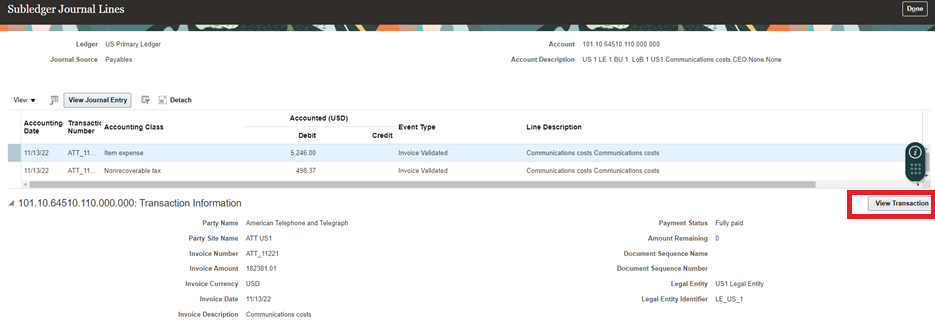 Subledger Journal Lines
Done
Ledger US Primary Ledger Account 101.10.64510.110.000.000
Journal Source Payables Account Description US 1 LE 1 BU 1. LoB 1 US1.Communications costs CEO.None.None
View ▼ View Journal Entry Detach
Accounting Date Transactic Number Accounting Class Accounted (USD) Event Type Line Description
Debit Credit
11/13/22 ATT_11... Item expense 5,246.00 Invoice Validated Communications costs Communications costs
11/13/22 ATT_11... Nonrecoverable tax 498.37 Invoice Validated Communications costs Communications costs
101.10.64510.110.000.000: Transaction Information View Transaction
Party Name American Telephone and Telegraph Payment Status Fully paid
Party Site Name ATT US1 Amount Remaining 0
Invoice Number ATT_11221 Document Sequence Name
Invoice Amount 182381.01 Document Sequence Number
Invoice Currency USD Legal Entity US1 Legal Entity
Invoice Date 11/13/22 Legal Entity Identifier LE_US_1
Invoice Description Communications costs